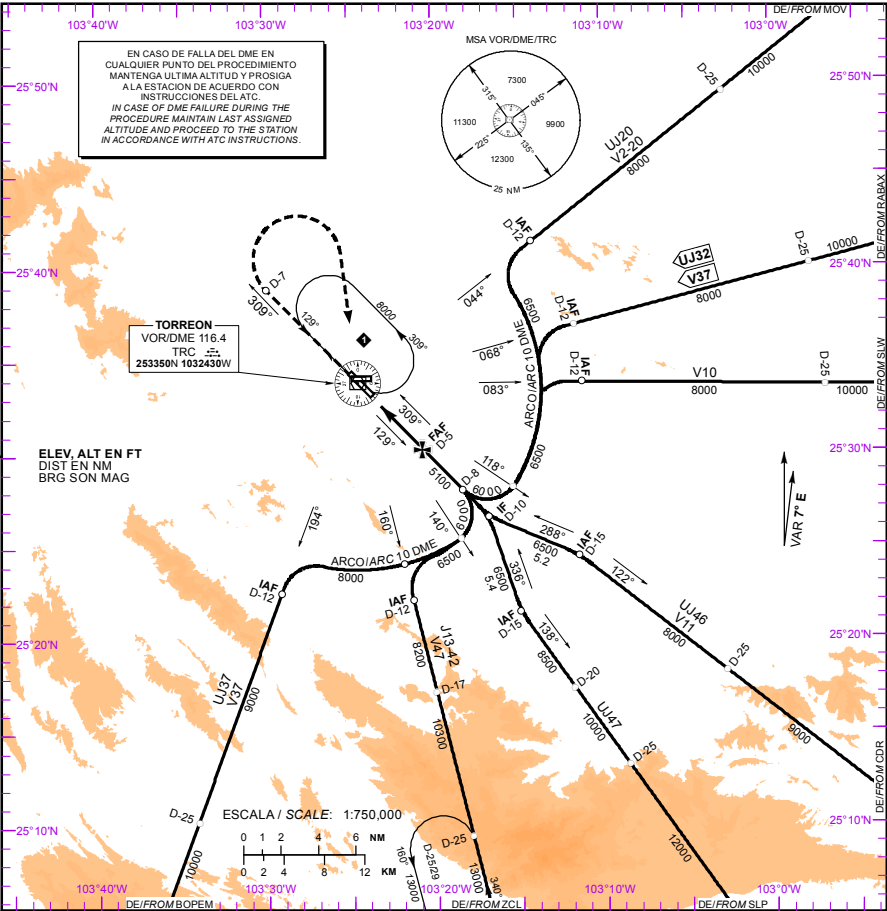 DE/FROM MOV
103°40'W
103°30'W
103°20'W
103°10'W
103°00'W
EN CASO DE FALLA DEL DME EN
CUALQUIER PUNTO DEL PROCEDIMIENTO
MANTENGA ULTIMA ALTITUD Y PROSIGA
A LA ESTACION DE ACUERDO CON
INSTRUCCIONES DEL ATC.
IN CASE OF DME FAILURE DURING THE
PROCEDURE MAINTAIN LAST ASSIGNED
ALTITUDE AND PROCEED TO THE STATION
IN ACCORDANCE WITH ATC INSTRUCTIONS.
MSA VOR/DME/TRC
7300
315°
045°
11300
9900
225°
135°
12300
25 NM
25°50'N
25°50'N
D-25
10000
UJ20
V2-20
8000
IAF
D-12
DE/FROM RABAX
25°40'N
25°40'N
D-7
309°
129°
8000
309°
1
044°
6500
ARCO/ARC 10 DME
UJ32
V37
8000
D-25
10000
IAF
D-12
068°
TORREON
VOR/DME 116.4
TRC
253350N 1032430W
083°
IAF
D-12
V10
8000
D-25
10000
DE/FROM SLW
309°
129°
FAF
D-5
5100
ELEV, ALT EN FT
DIST EN NM
BRG SON MAG
25°30'N
25°30'N
D-8
118°
6000
6500
IF
D-10
6000
140°
160°
194°
ARCO/ARC 10 DME
8000
6500
288°
6500
5.2
IAF
D-15
122°
VAR 7° E
336°
6500
5.4
IAF
D-15
138°
8500
D-20
UJ47
10000
D-25
12000
UJ46
V11
8000
D-25
9000
DE/FROM CDR
IAF
D-12
IAF
D-12
25°20'N
25°20'N
J13-42
V47
8200
D-17
10300
D-25
13000
340°
UJ37
V37
9000
D-25
10000
25°10'N
25°10'N
ESCALA / SCALE: 1:750,000
0 1 2 4 6 NM
0 2 4 8 12 KM
D-25/29
160°
13000
103°40'W
103°30'W
103°20'W
103°10'W
103°00'W
DE/FROM BOPEM
DE/FROM ZCL
DE/FROM SLP